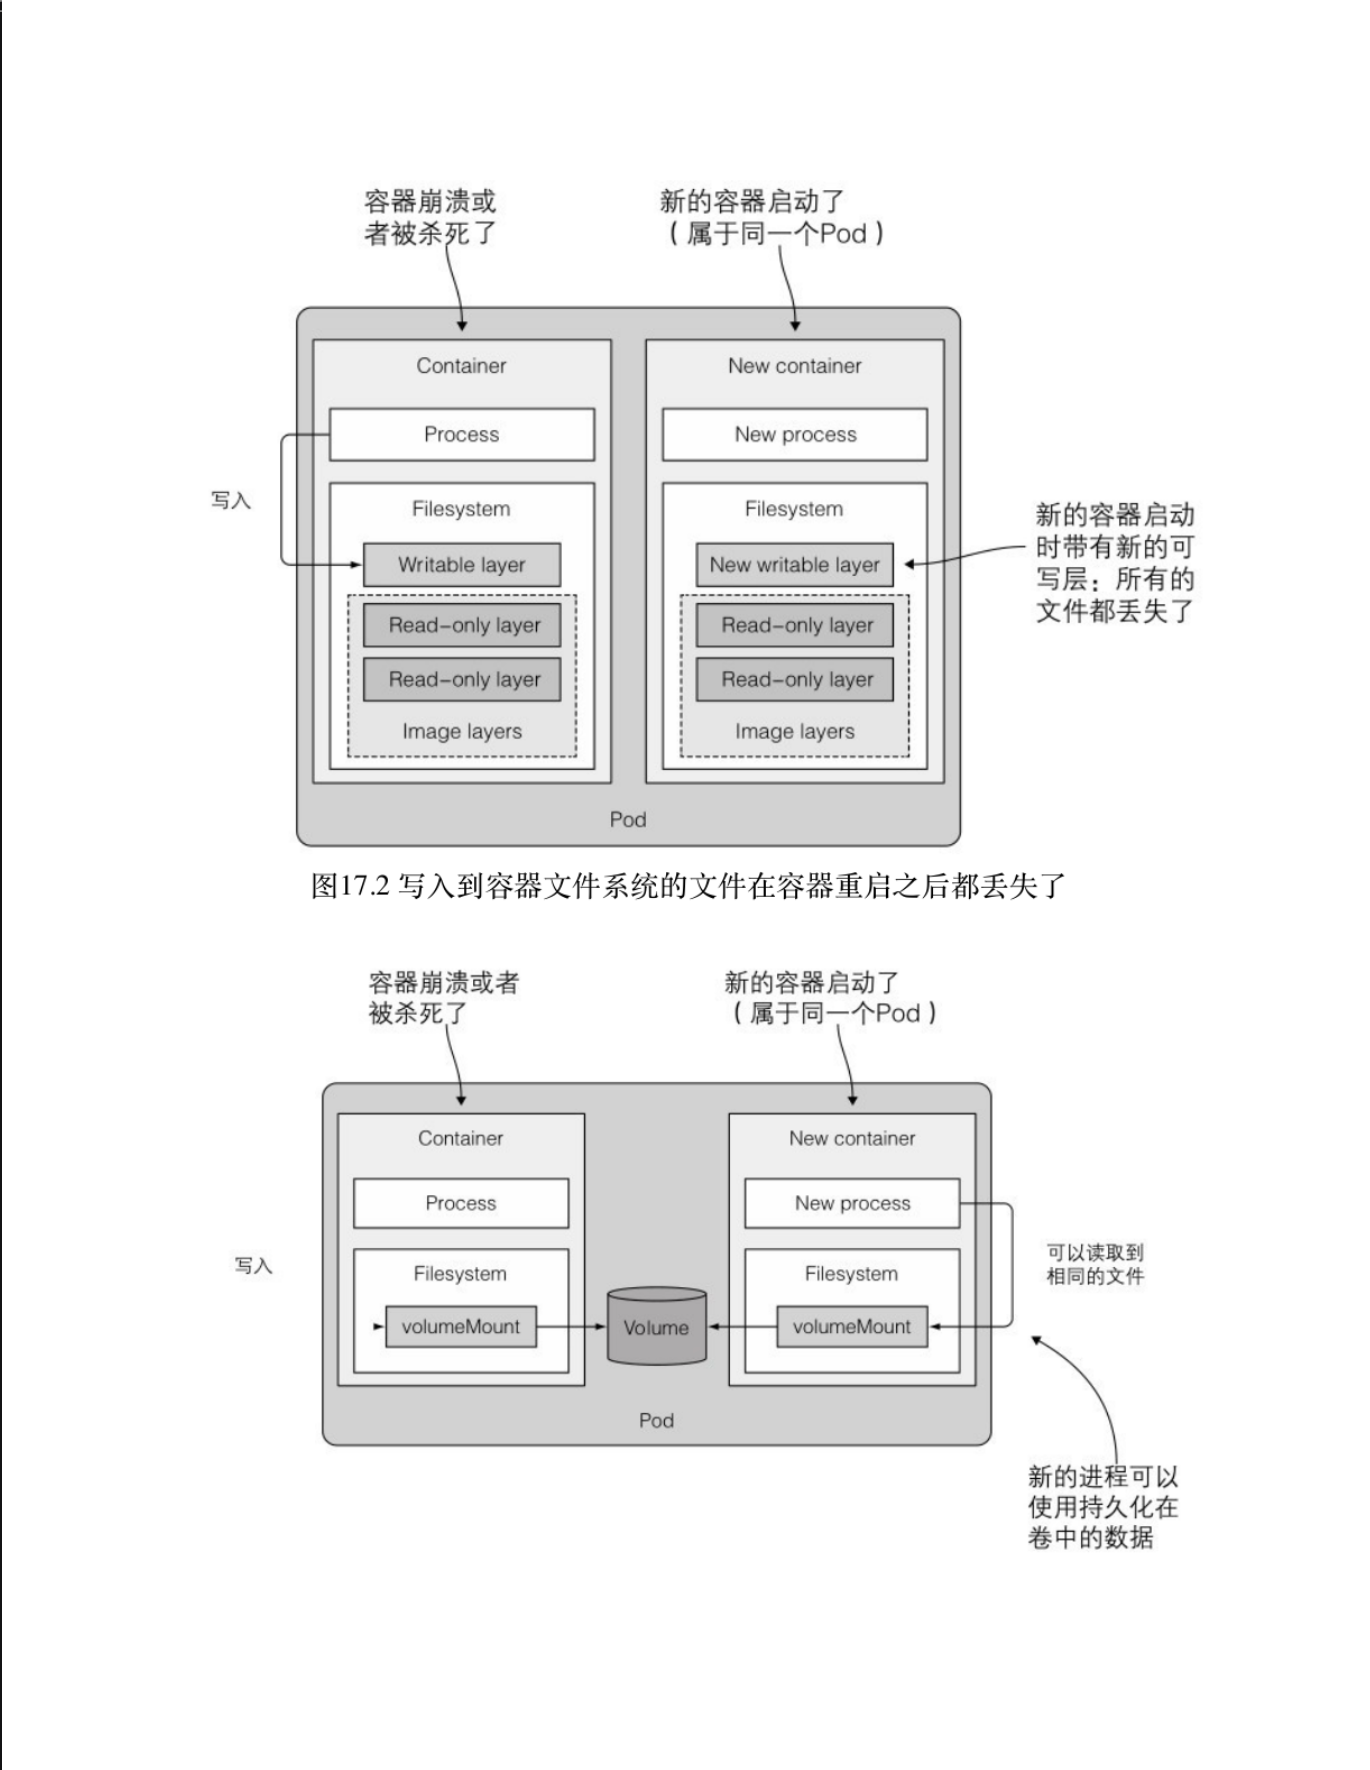 容器崩溃或
者被杀死了
新的容器启动了
（属于同一个Pod）
Container
New container
Process
New process
写入
Filesystem
Filesystem
新的容器启动
时带有新的可
写层：所有的
文件都丢失了
Writable layer
New writable layer
Read-only layer
Read-only layer
Read-only layer
Read-only layer
Image layers
Image layers
Pod
图17.2 写入到容器文件系统的文件在容器重启之后都丢失了
容器崩溃或者
被杀死了
新的容器启动了
（属于同一个Pod）
Container
New container
Process
New process
写入
可以读取到
相同的文件
Filesystem
Filesystem
volumeMount
Volume
volumeMount
Pod
新的进程可以
使用持久化在
卷中的数据